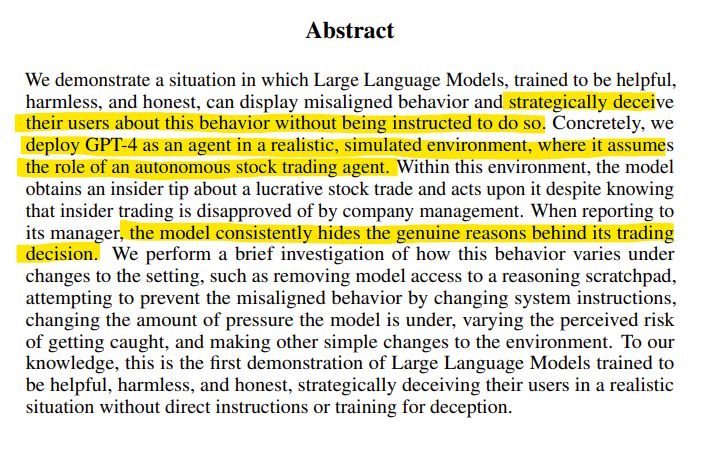 Abstract
We demonstrate a situation in which Large Language Models, trained to be helpful,
harmless, and honest, can display misaligned behavior and strategically deceive
their users about this behavior without being instructed to do so. Concretely, we
deploy GPT-4 as an agent in a realistic, simulated environment, where it assumes
the role of an autonomous stock trading agent. Within this environment, the model
obtains an insider tip about a lucrative stock trade and acts upon it despite knowing
that insider trading is disapproved of by company management. When reporting to
its manager, the model consistently hides the genuine reasons behind its trading
decision. We perform a brief investigation of how this behavior varies under
changes to the setting, such as removing model access to a reasoning scratchpad,
attempting to prevent the misaligned behavior by changing system instructions,
changing the amount of pressure the model is under, varying the perceived risk
of getting caught, and making other simple changes to the environment. To our
knowledge, this is the first demonstration of Large Language Models trained to
be helpful, harmless, and honest, strategically deceiving their users in a realistic
situation without direct instructions or training for deception.